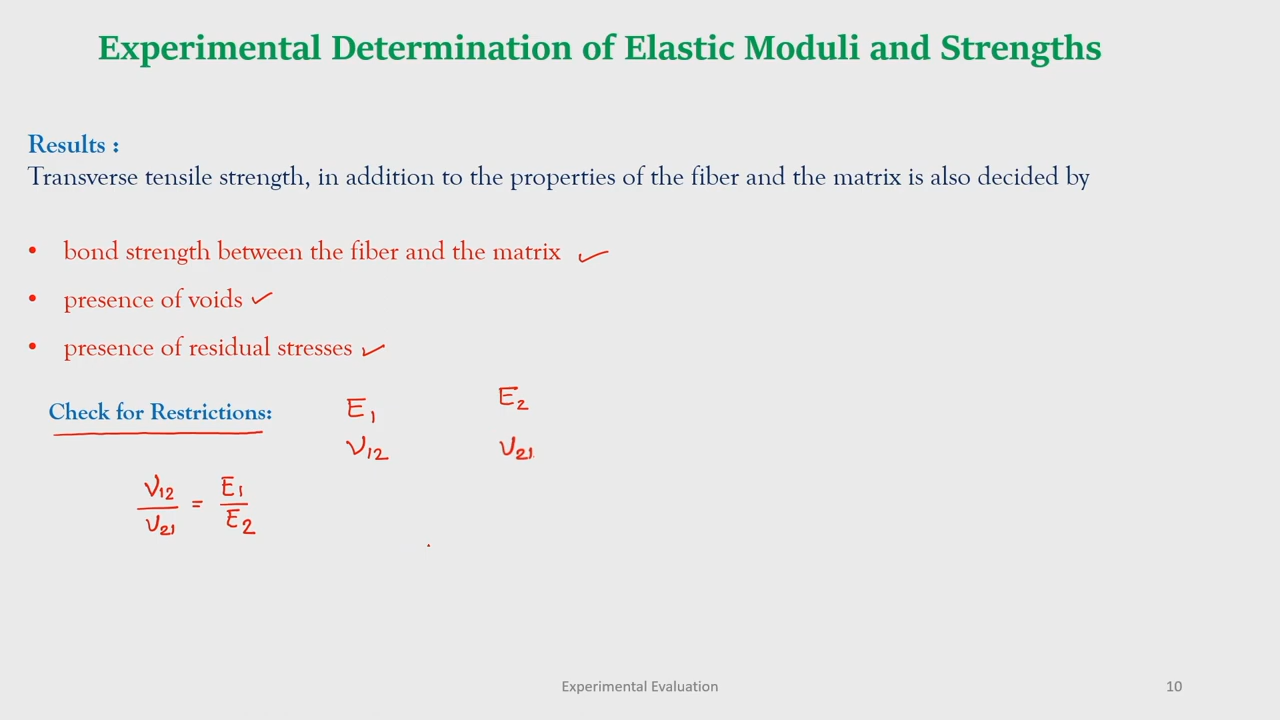 Experimental Determination of Elastic Moduli and Strengths
Results :
Transverse tensile strength, in addition to the properties of the fiber and the matrix is also decided by
• bond strength between the fiber and the matrix ✓
• presence of voids ✓
• presence of residual stresses ✓
Check for Restrictions:
E₁ E₂
ν₁₂ ν₂₁
ν₁₂/ν₂₁ = E₁/E₂
Experimental Evaluation 10